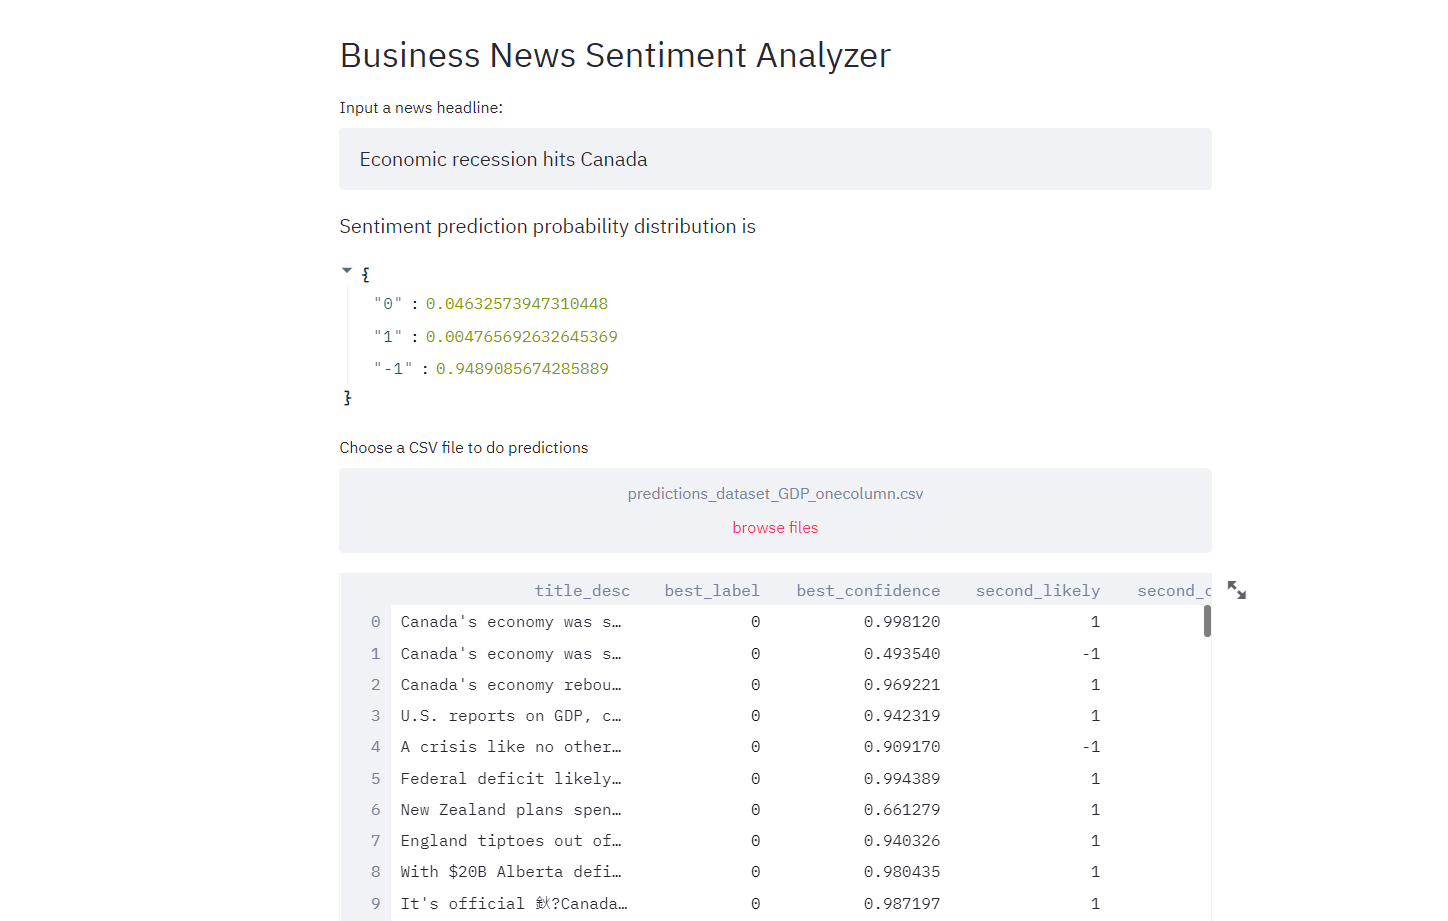 Business News Sentiment Analyzer
Input a news headline:
Economic recession hits Canada
Sentiment prediction probability distribution is
{
"0" : 0.04632573947310448
"1" : 0.004765692632645369
"-1" : 0.9489085674285889
}
Choose a CSV file to do predictions
predictions_dataset_GDP_onecolumn.csv
browse files
title_desc best_label best_confidence second_likely second_c
0 Canada's economy was s… 0 0.998120 1
1 Canada's economy was s… 0 0.493540 -1
2 Canada's economy rebou… 0 0.969221 1
3 U.S. reports on GDP, c… 0 0.942319 1
4 A crisis like no other… 0 0.909170 -1
5 Federal deficit likely… 0 0.994389 1
6 New Zealand plans spen… 0 0.661279 1
7 England tiptoes out of… 0 0.940326 1
8 With $20B Alberta defi… 0 0.980435 1
9 It's official 鈥?Canada… 0 0.987197 1